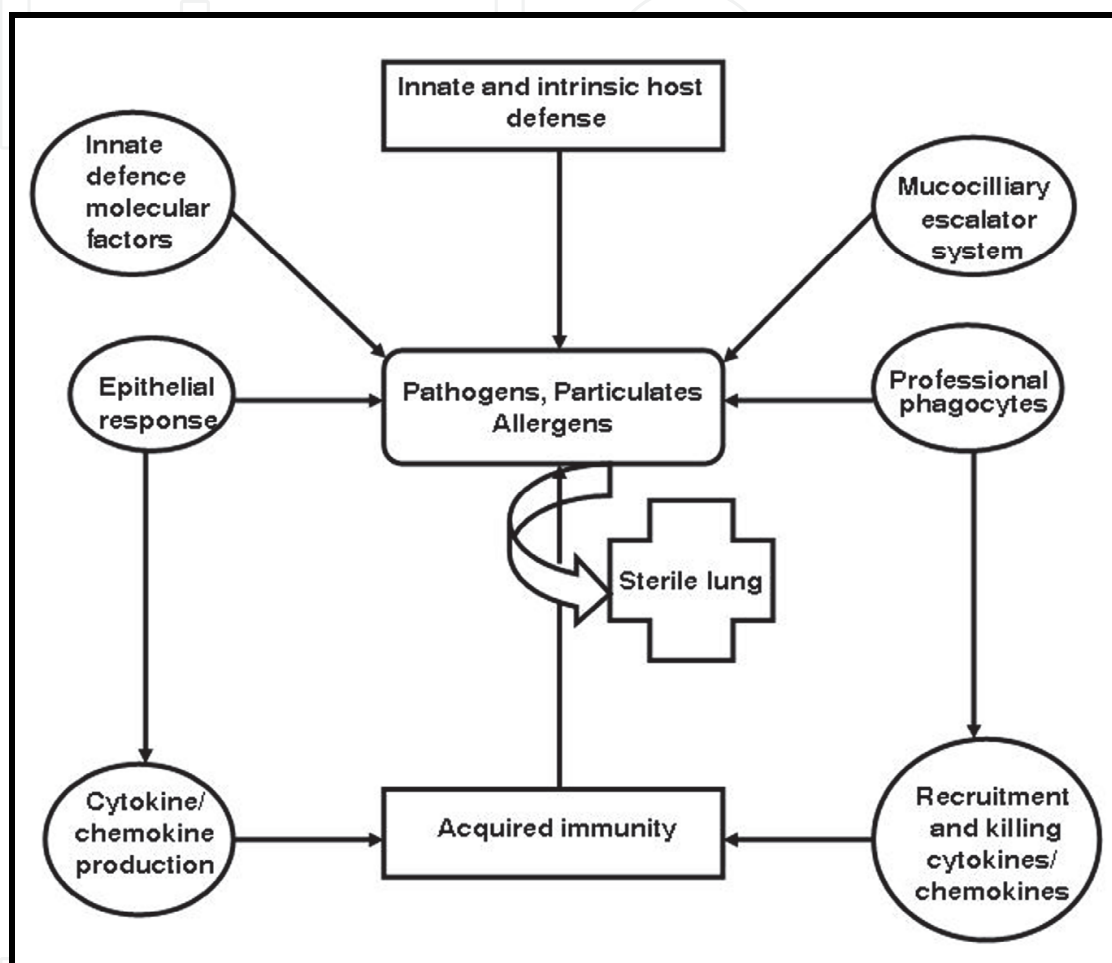 Innate and intrinsic host
defense
Innate
defence
molecular
factors
Mucocilliary
escalator
system
Epithelial
response
Pathogens, Particulates
Allergens
Professional
phagocytes
Sterile lung
Cytokine/
chemokine
production
Acquired immunity
Recruitment
and killing
cytokines/
chemokines